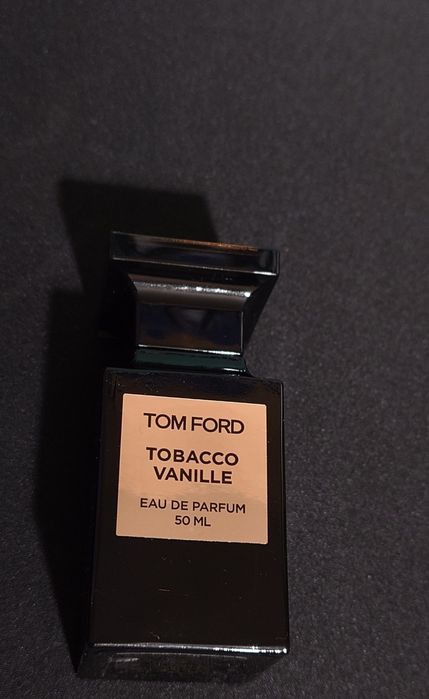 TOM FORD
TOBACCO
VANILLE
EAU DE PARFUM
50 ML